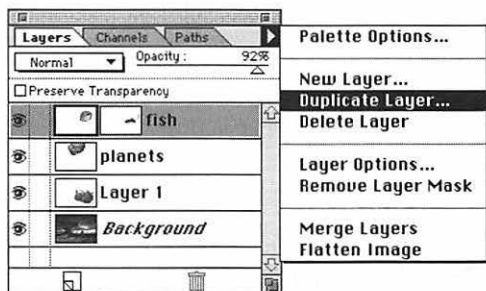 Layers Channels Paths
Normal Opacity: 92%
Preserve Transparency
fish
planets
Layer 1
Background
Palette Options...
New Layer...
Duplicate Layer...
Delete Layer
Layer Options...
Remove Layer Mask
Merge Layers
Flatten Image